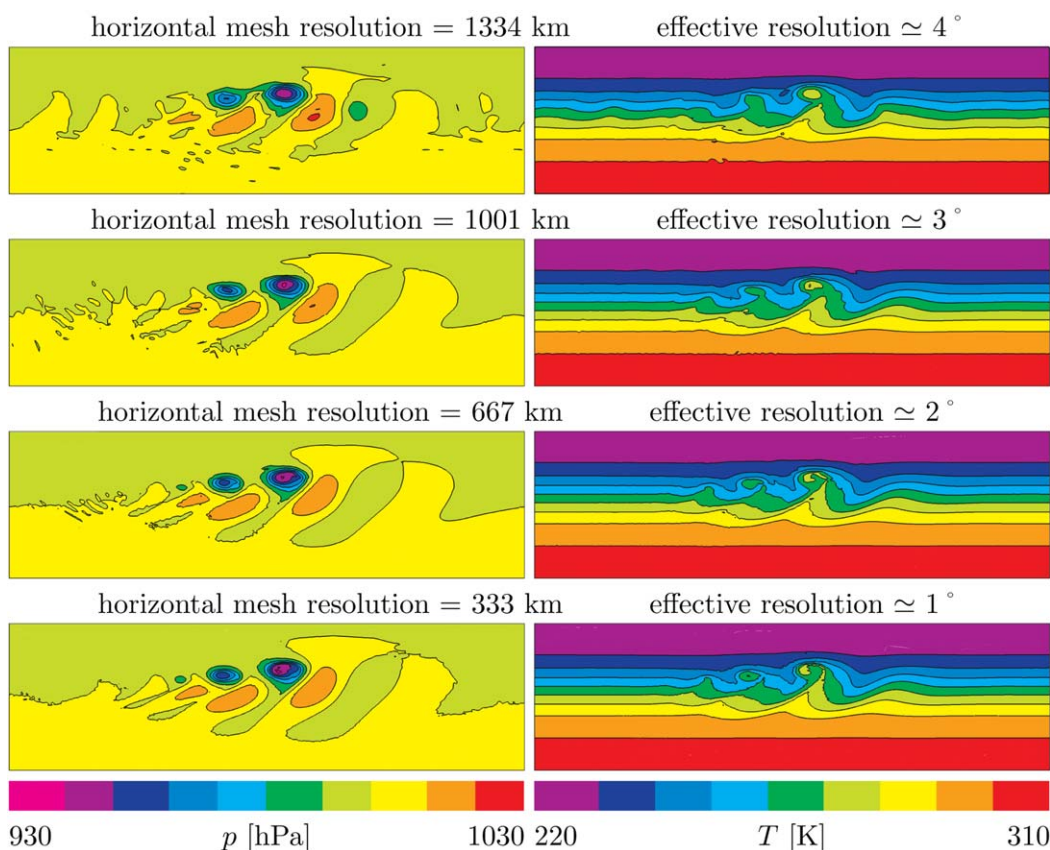 horizontal mesh resolution = 1334 km effective resolution ≃ 4°
horizontal mesh resolution = 1001 km effective resolution ≃ 3°
horizontal mesh resolution = 667 km effective resolution ≃ 2°
horizontal mesh resolution = 333 km effective resolution ≃ 1°
930 p [hPa] 1030 220 T [K] 310